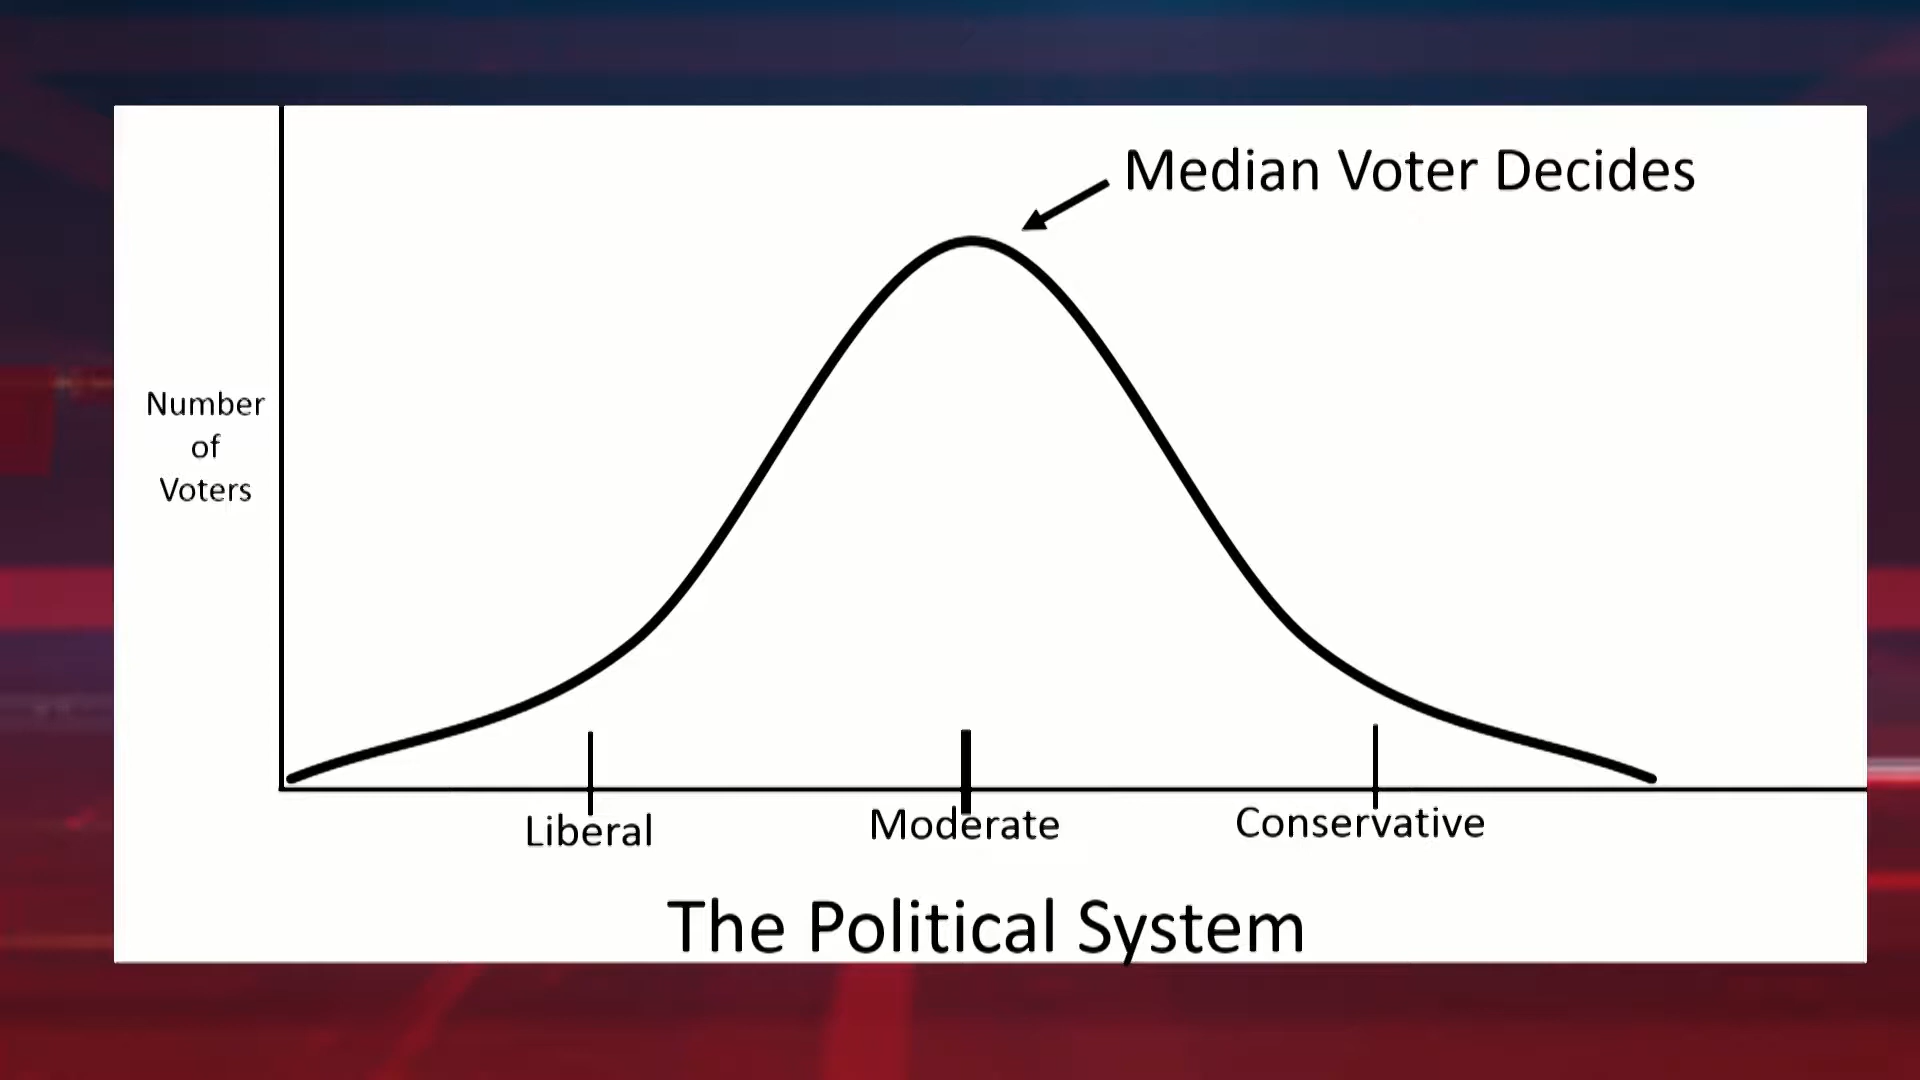 Median Voter Decides
Number
of
Voters
Liberal
Moderate
Conservative
The Political System